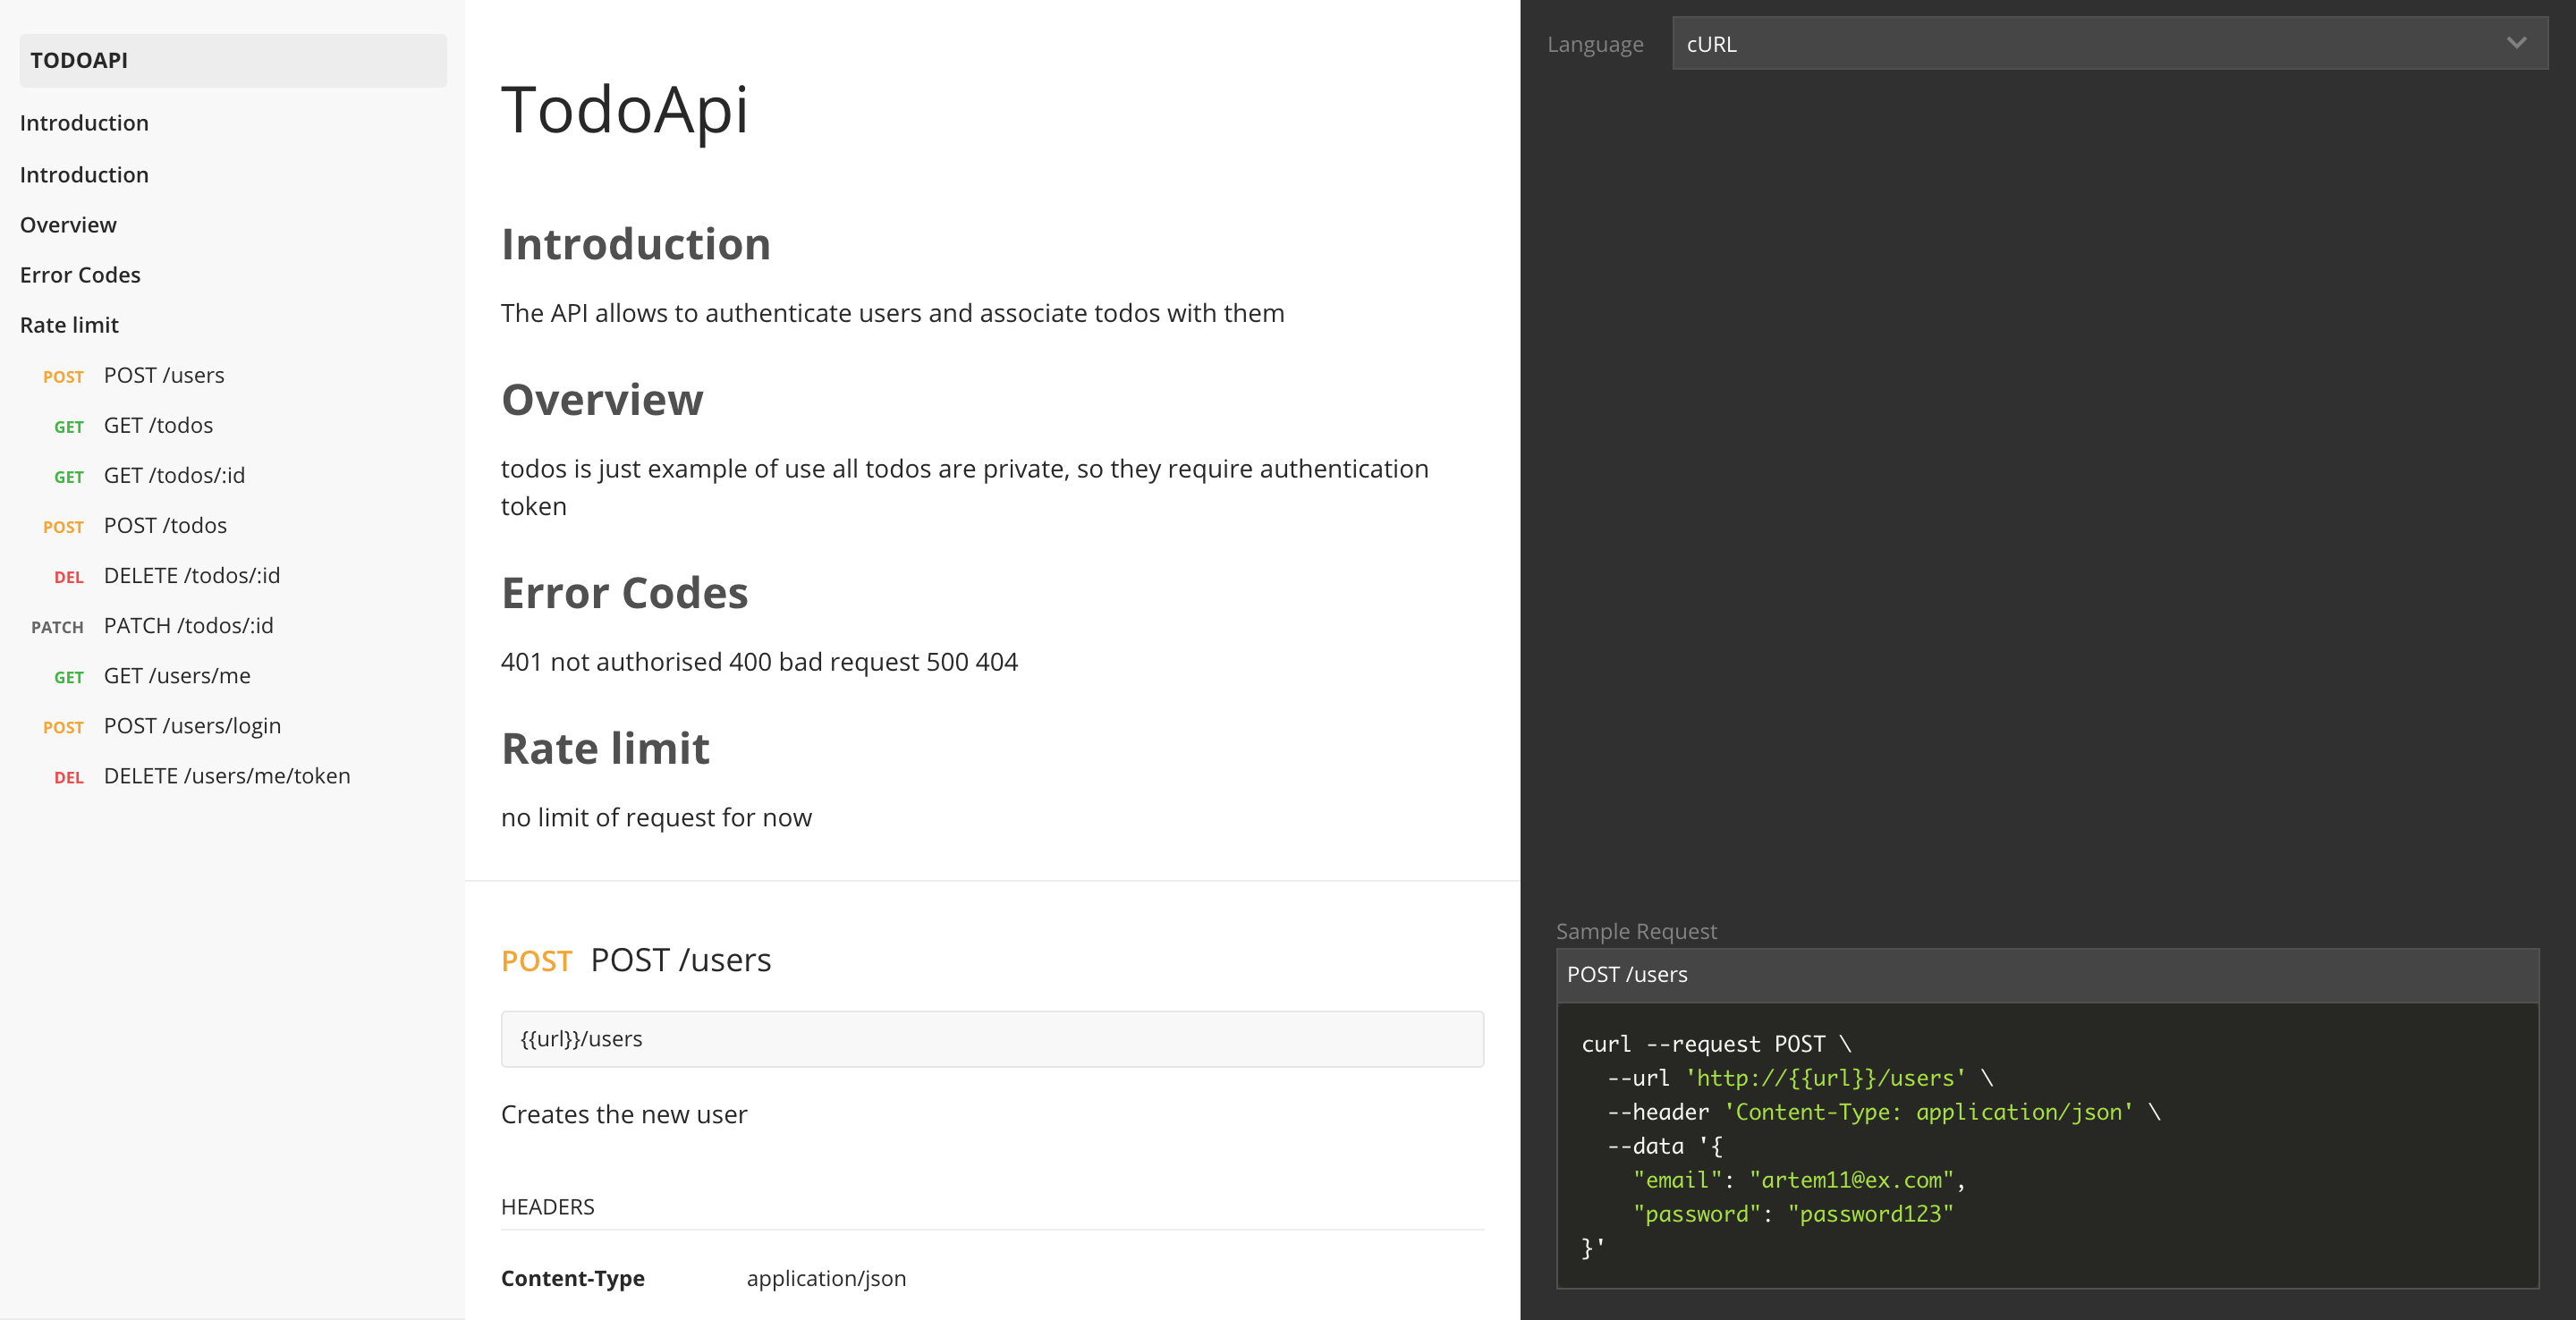 TODOAPI
Introduction
Introduction
Overview
Error Codes
Rate limit
POST POST /users
GET GET /todos
GET GET /todos/:id
POST POST /todos
DEL DELETE /todos/:id
PATCH PATCH /todos/:id
GET GET /users/me
POST POST /users/login
DEL DELETE /users/me/token
TodoApi
Introduction
The API allows to authenticate users and associate todos with them
Overview
todos is just example of use all todos are private, so they require authentication
token
Error Codes
401 not authorised 400 bad request 500 404
Rate limit
no limit of request for now
POST POST /users
{{url}}/users
Creates the new user
HEADERS
Content-Type application/json
Language cURL
Sample Request
POST /users
curl --request POST \
  --url 'http://{{url}}/users' \
  --header 'Content-Type: application/json' \
  --data '{
    "email": "artem11@ex.com",
    "password": "password123"
}'